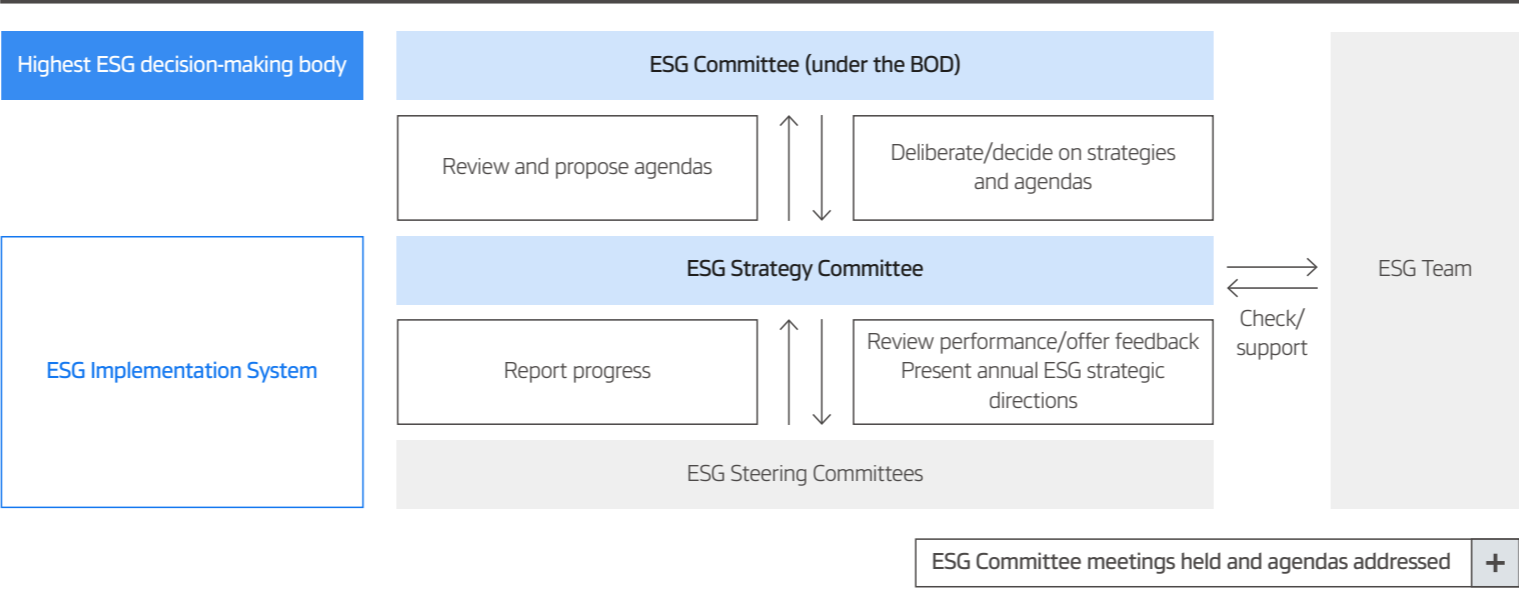 Highest ESG decision-making body
ESG Committee (under the BOD)
Review and propose agendas
Deliberate/decide on strategies
and agendas
ESG Implementation System
ESG Strategy Committee
Check/
support
ESG Team
Report progress
Review performance/offer feedback
Present annual ESG strategic
directions
ESG Steering Committees
ESG Committee meetings held and agendas addressed +